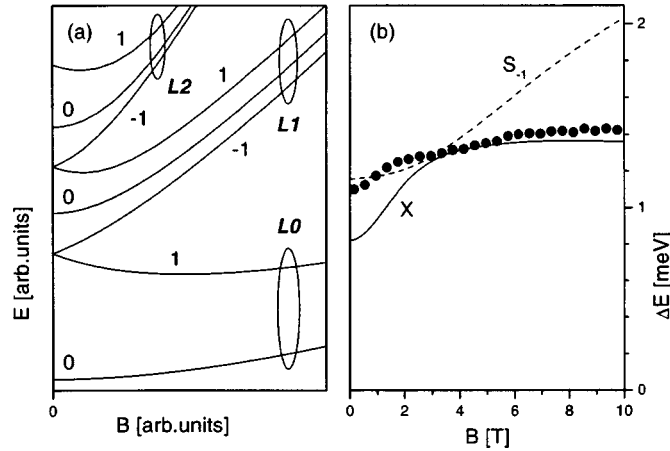 (a)
1
0
L2
-1
1
L1
-1
0
L0
1
0
0
E [arb.units]
B [arb.units]
(b)
S-1
X
2
1
0
ΔE [meV]
0 2 4 6 8 10
B [T]